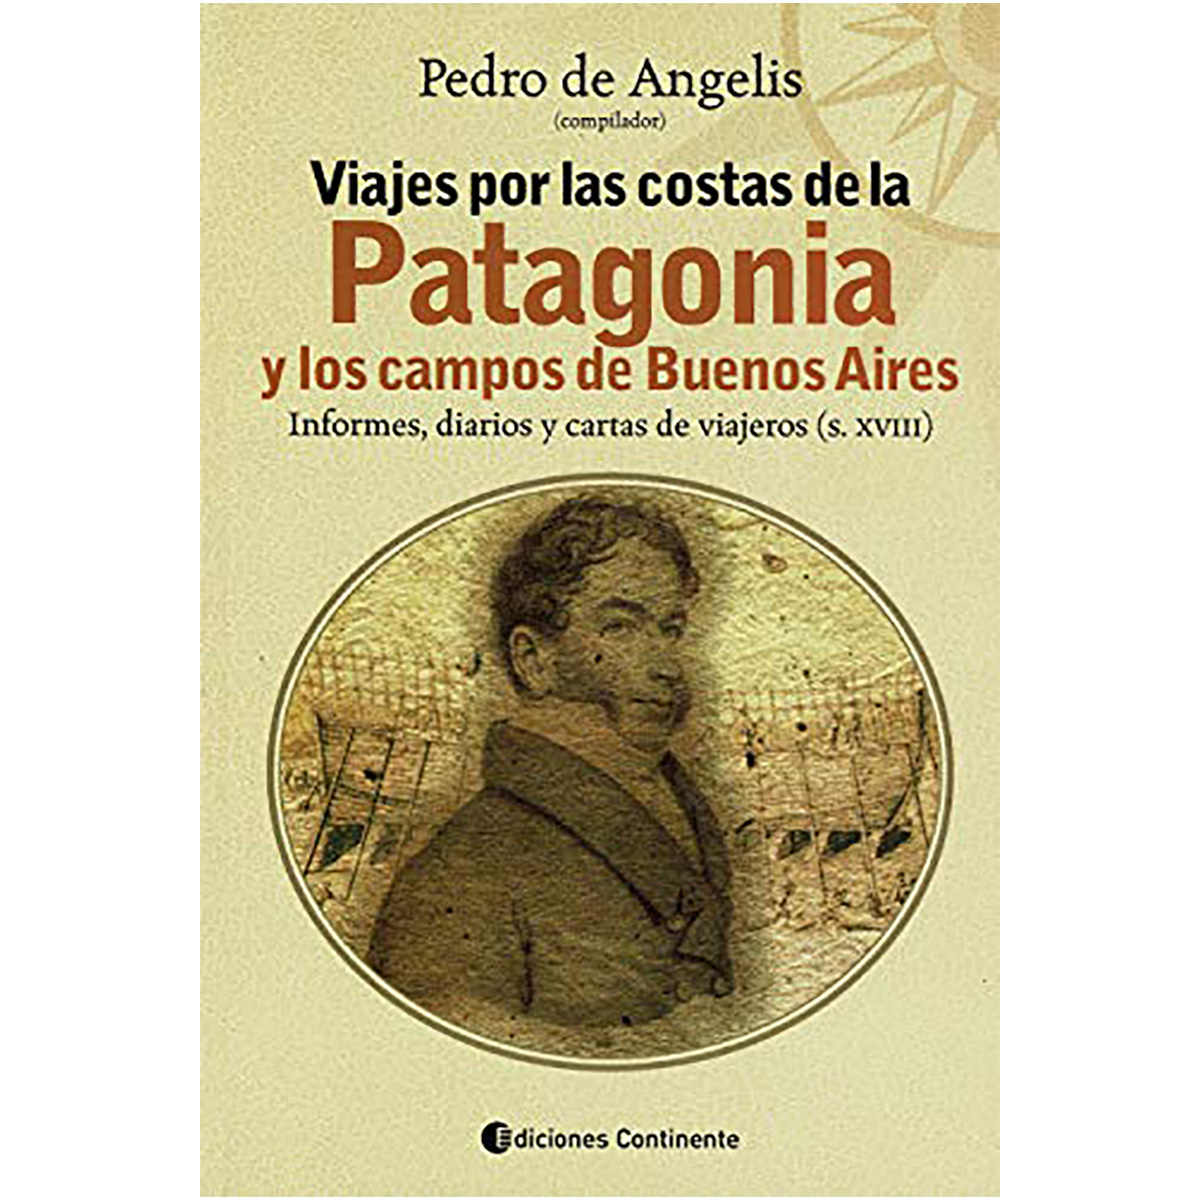 Pedro de Angelis
(compilador)
Viajes por las costas de la
Patagonia
y los campos de Buenos Aires
Informes, diarios y cartas de viajeros (s. XVIII)
Ediciones Continente